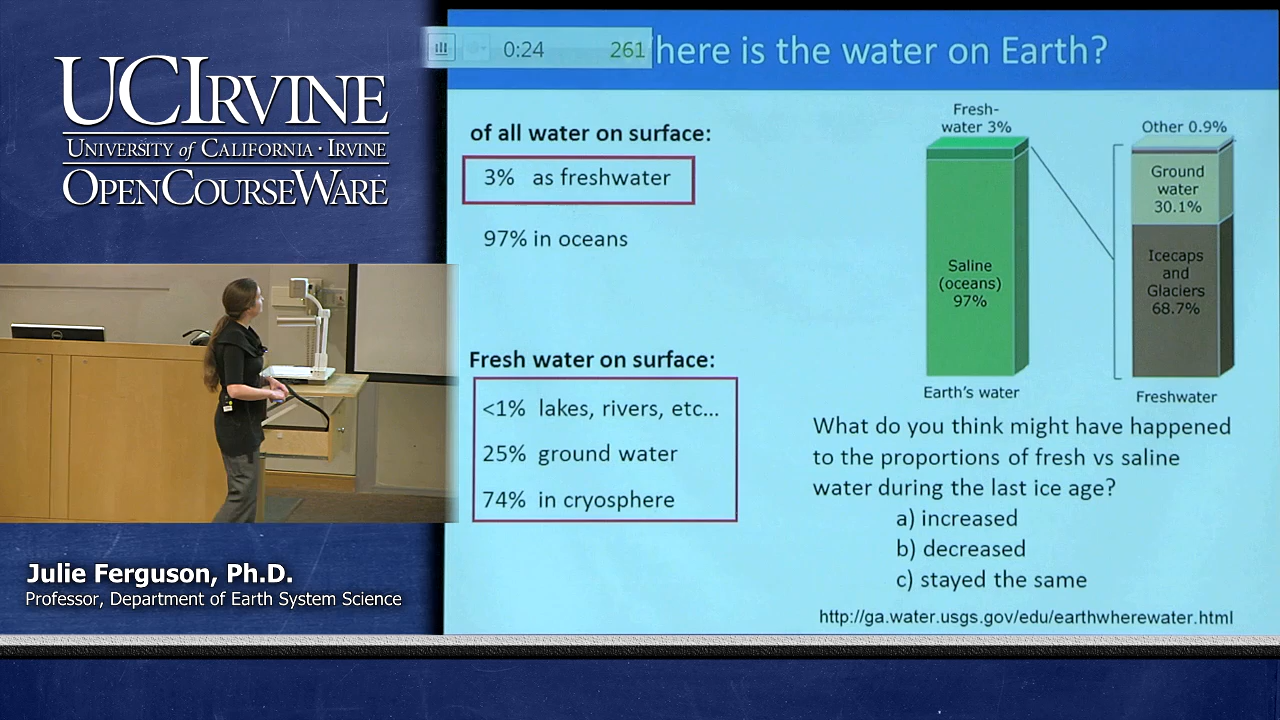 UCIRVINE
UNIVERSITY of CALIFORNIA · IRVINE
OPENCOURSEWARE
Julie Ferguson, Ph.D.
Professor, Department of Earth System Science
0:24 261
here is the water on Earth?
of all water on surface:
3% as freshwater
97% in oceans
Fresh water on surface:
<1% lakes, rivers, etc...
25% ground water
74% in cryosphere
Fresh-
water 3%
Saline
(oceans)
97%
Earth's water
Other 0.9%
Ground
water
30.1%
Icecaps
and
Glaciers
68.7%
Freshwater
What do you think might have happened
to the proportions of fresh vs saline
water during the last ice age?
a) increased
b) decreased
c) stayed the same
http://ga.water.usgs.gov/edu/earthwherewater.html